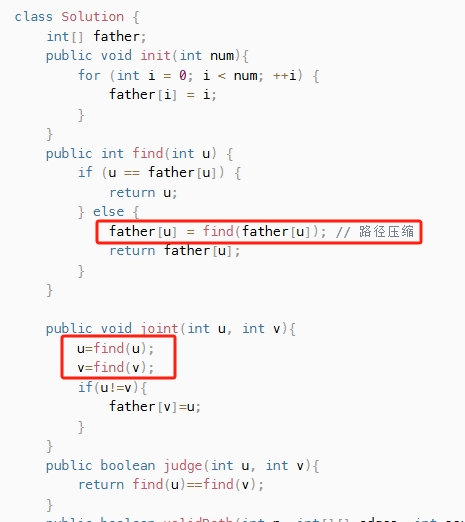 class Solution {
    int[] father;
    public void init(int num){
        for (int i = 0; i < num; ++i) {
            father[i] = i;
        }
    }
    public int find(int u) {
        if (u == father[u]) {
            return u;
        } else {
            father[u] = find(father[u]); // 路径压缩
            return father[u];
        }
    }

    public void joint(int u, int v){
        u=find(u);
        v=find(v);
        if(u!=v){
            father[v]=u;
        }
    }
    public boolean judge(int u, int v){
        return find(u)==find(v);
    }